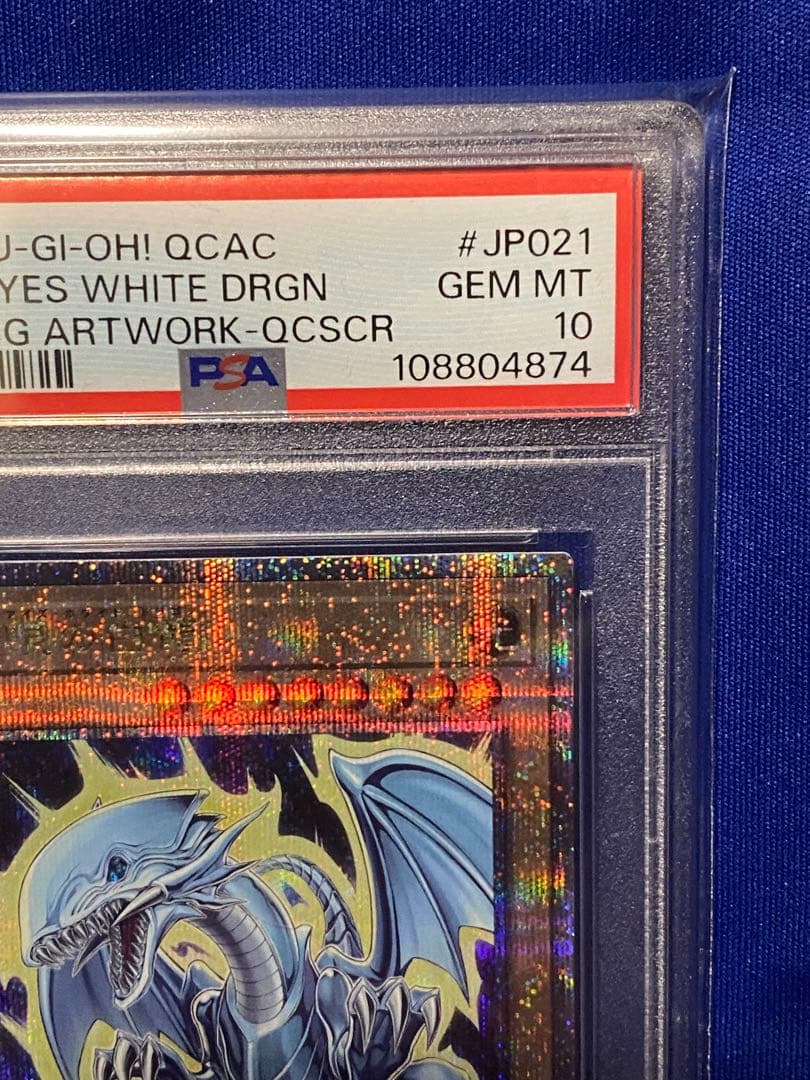 U-GI-OH! QCAC #JP021
YES WHITE DRGN GEM MT
G ARTWORK-QCSCR 10
PSA 108804874